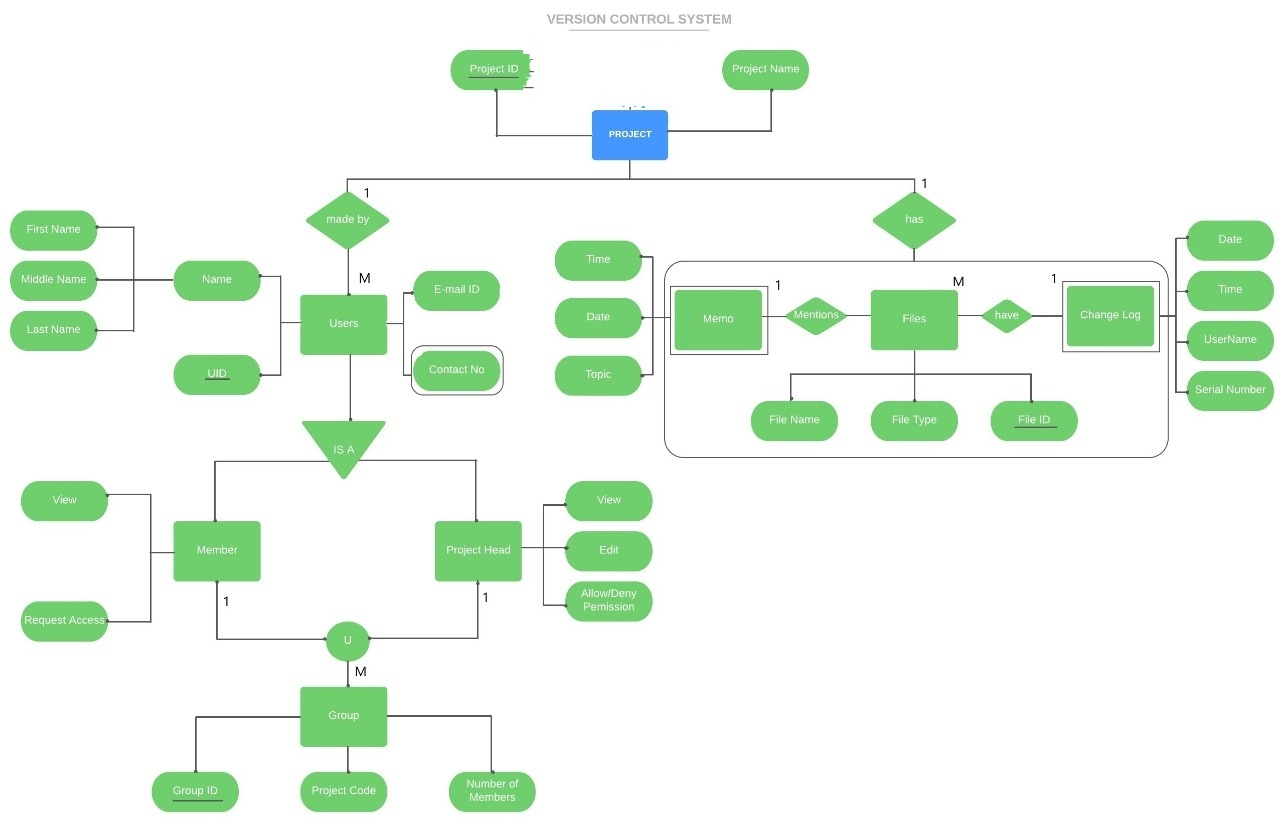 VERSION CONTROL SYSTEM
Project ID
Project Name
PROJECT
1
1
made by
has
First Name
Middle Name
Last Name
Name
UID
M
Users
E-mail ID
Contact No
Time
Date
Topic
Memo
1
Mentions
M
Files
have
1
Change Log
Date
Time
UserName
Serial Number
File Name
File Type
File ID
IS A
View
Request Access
Member
Project Head
View
Edit
Allow/Deny
Pemission
1
1
U
M
Group
Group ID
Project Code
Number of
Members